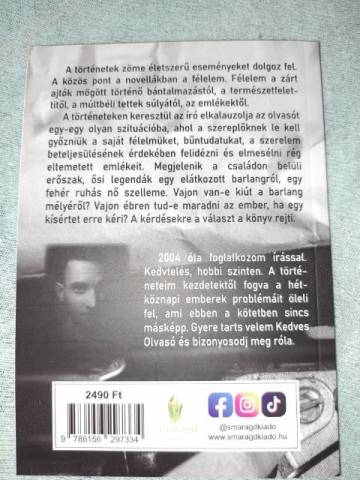 A történetek zöme életszerű eseményeket dolgoz fel.
A közös pont a novellákban a félelem. Félelem a zárt
ajtók mögött történő bántalmazástól, a természetfelet-
titől, a múltbéli tettek súlyától, az emlékektől.
A történeteken keresztül az író elkalauzolja az olvasót
egy-egy olyan szituációba, ahol a szereplőknek le kell
győzniük a saját félelmüket, bűntudatukat, a szerelem
beteljesülésének érdekében felidézni és elmesélni rég
eltemetett emlékeit. Megjelenik a családon belüli
erőszak, ősi legendák egy elátkozott barlangról, egy
fehér ruhás nő szelleme. Vajon van-e kiút a barlang
mélyéről? Vajon ébren tud-e maradni az ember, ha egy
kísértet erre kéri? A kérdésekre a választ a könyv rejti.
2004 óta foglalkozom írással.
Kedvtelés, hobbi szinten. A törté-
neteim kezdetektől fogva a hét-
köznapi emberek problémáit öleli
fel, ami ebben a kötetben sincs
másképp. Gyere tarts velem Kedves
Olvasó és bizonyosodj meg róla.
2490 Ft
9 786156 297334
smaragd
@smaragdkiado
www.smaragdkiado.hu